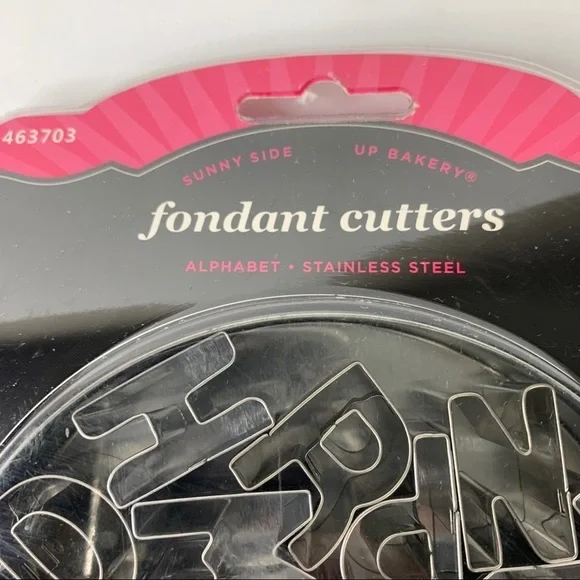 463703
SUNNY SIDE UP BAKERY®
fondant cutters
ALPHABET • STAINLESS STEEL